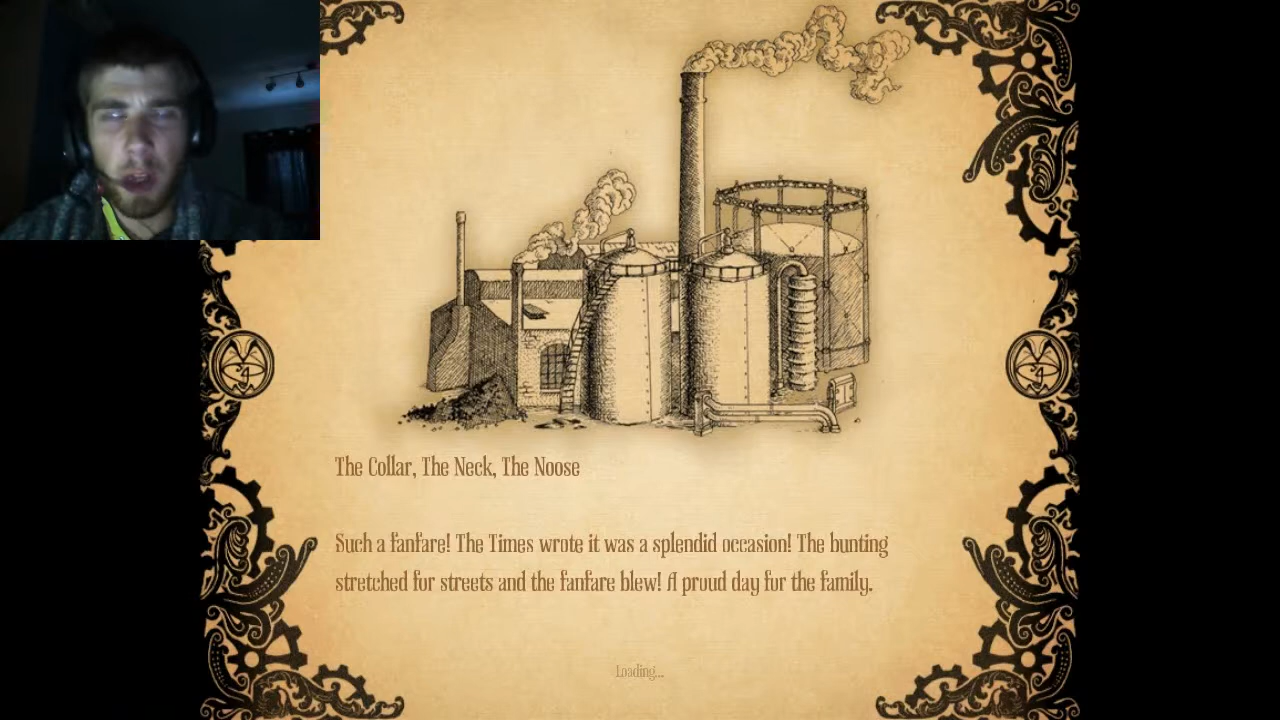 The Collar, The Neck, The Noose
Such a fanfare! The Times wrote it was a splendid occasion! The bunting
stretched for streets and the fanfare blew! A proud day for the family.
Loading...